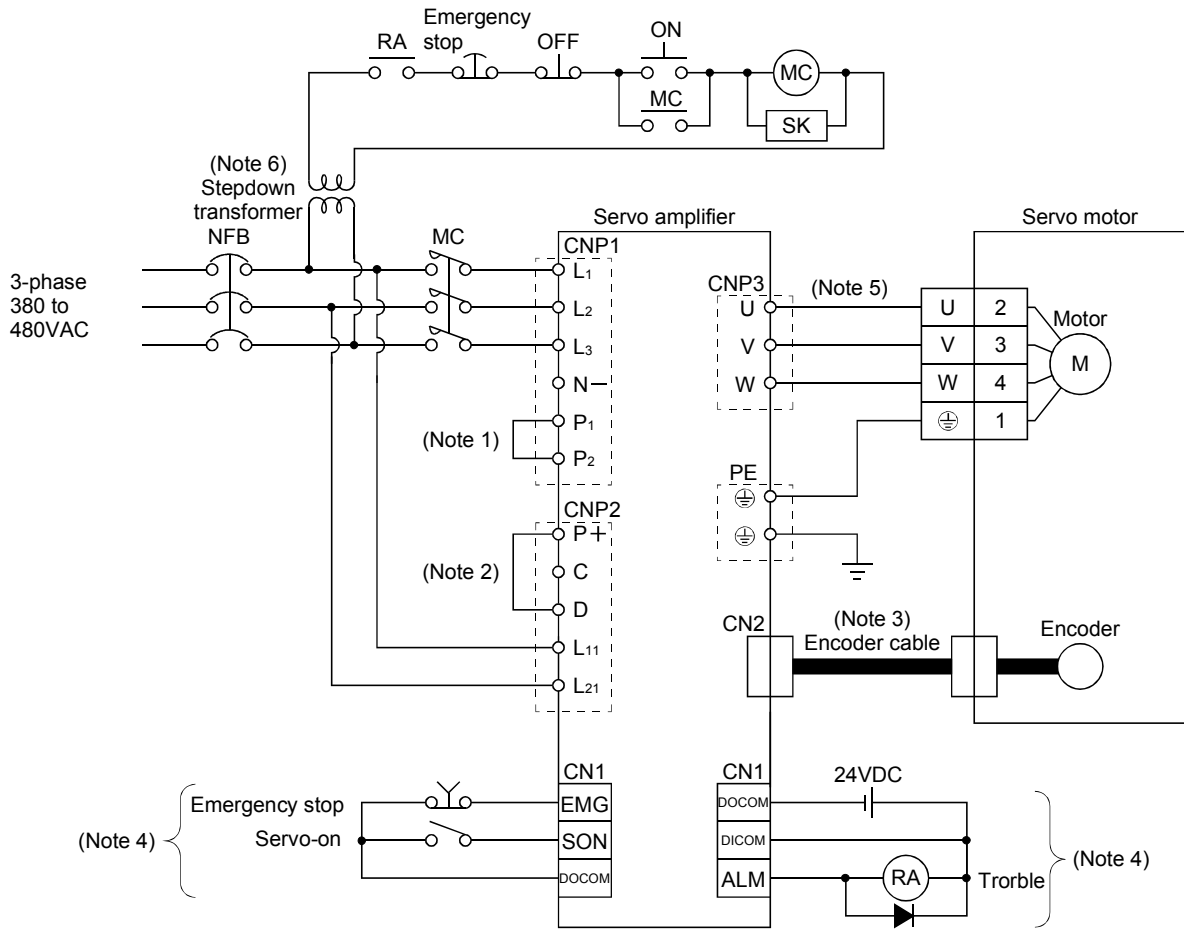 Emergency
stop
RA
OFF
ON
MC
MC
SK
(Note 6)
Stepdown
transformer
NFB
MC
3-phase
380 to
480VAC
Servo amplifier
Servo motor
CNP1
L1
L2
L3
N−
P1
P2
(Note 1)
CNP2
P+
C
D
L11
L21
(Note 2)
CNP3
U
V
W
(Note 5)
U 2
V 3
W 4
1
Motor
M
PE
CN2
(Note 3)
Encoder cable
Encoder
CN1
EMG
SON
DOCOM
Emergency stop
Servo-on
(Note 4)
CN1
DOCOM
DICOM
ALM
24VDC
RA
Trorble
(Note 4)